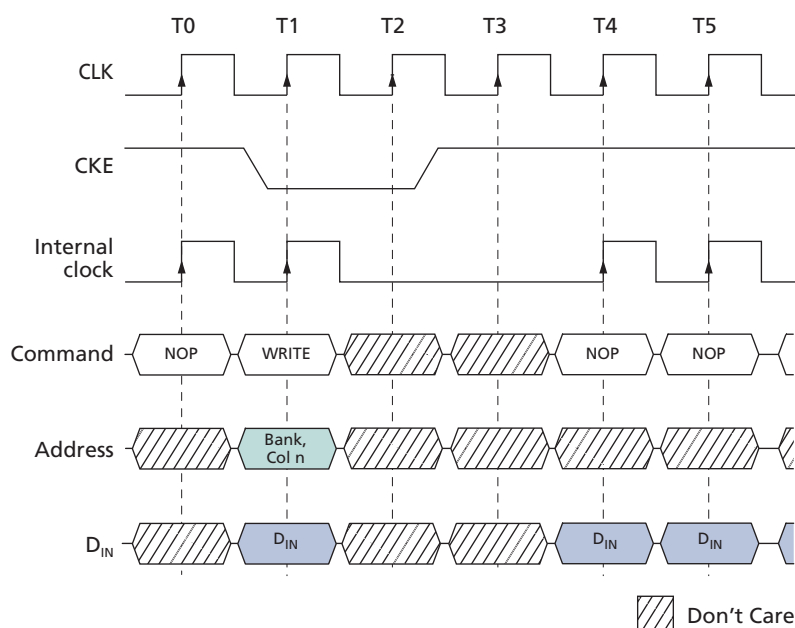 T0 T1 T2 T3 T4 T5
CLK
CKE
Internal
clock
Command NOP WRITE NOP NOP
Address Bank,
Col n
DIN DIN DIN DIN
Don't Care